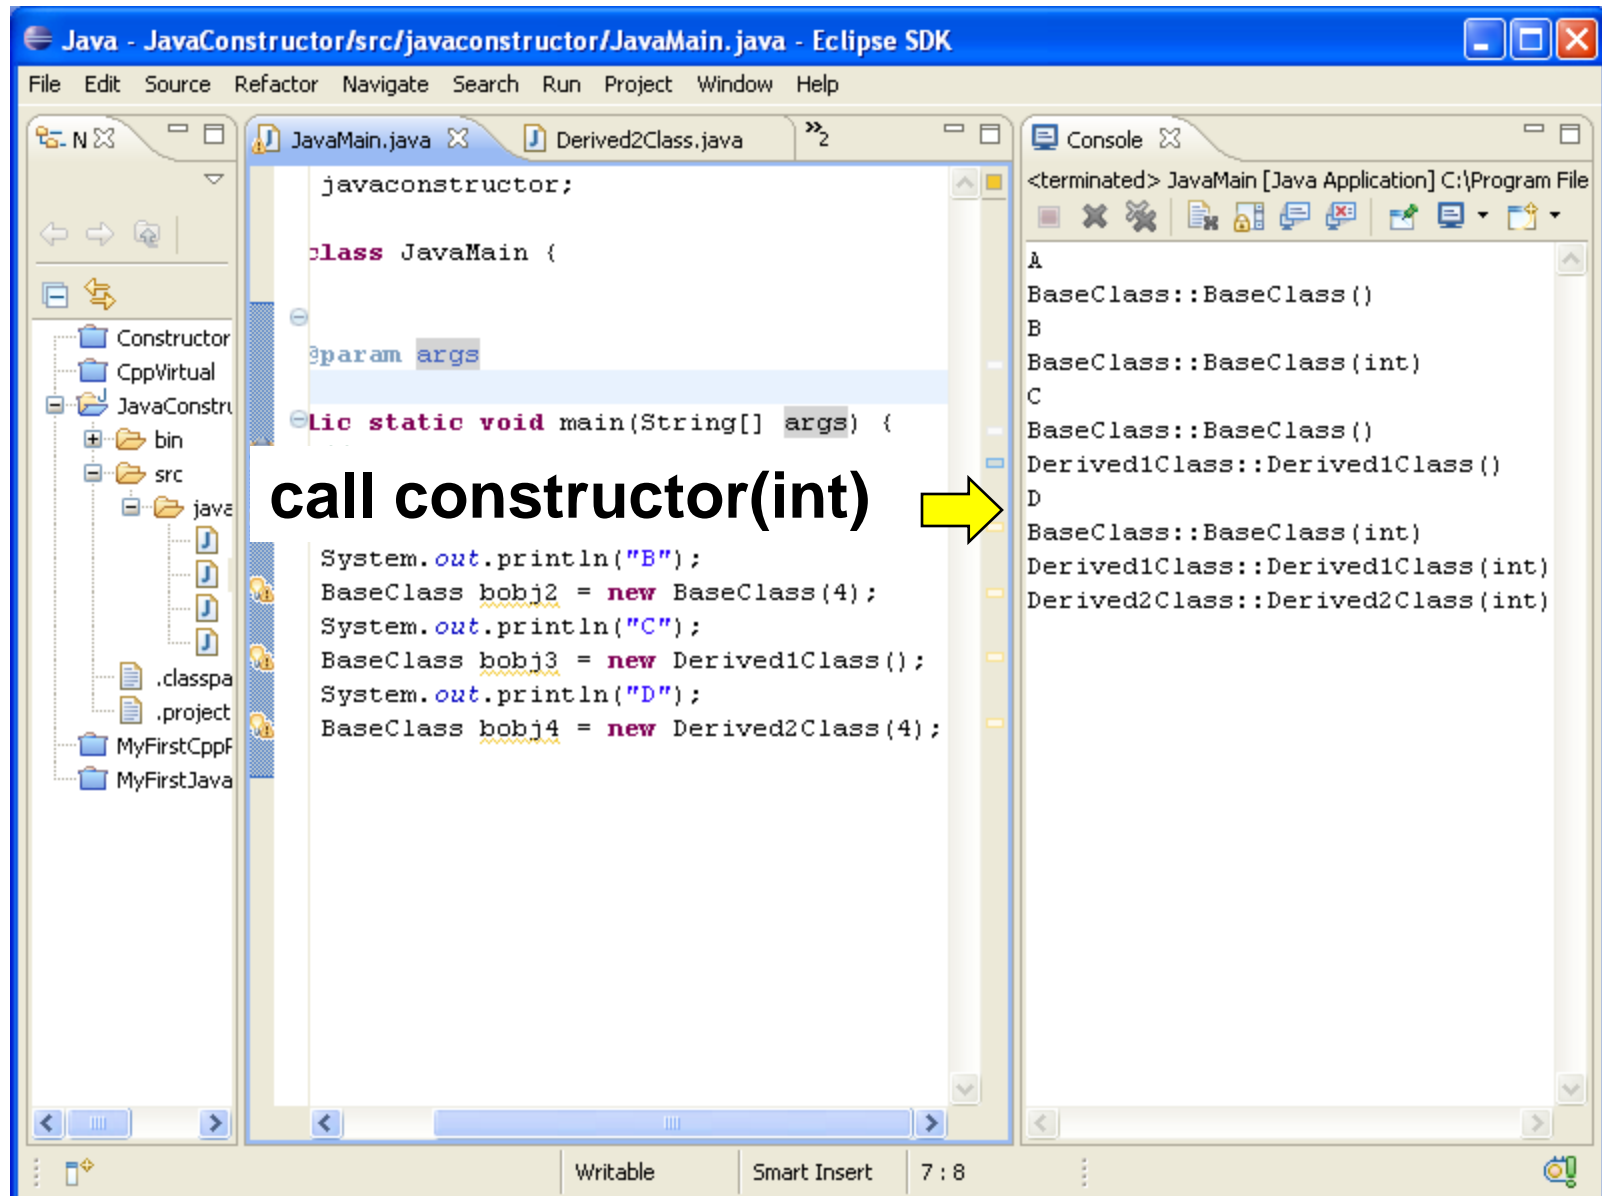 Java - JavaConstructor/src/javaconstructor/JavaMain.java - Eclipse SDK
File Edit Source Refactor Navigate Search Run Project Window Help
N
Constructor
CppVirtual
JavaConstru
bin
src
java
.classpa
.project
MyFirstCppP
MyFirstJava
JavaMain.java Derived2Class.java »2
javaconstructor;
class JavaMain {
@param args
lic static void main(String[] args) {
call constructor(int)
System.out.println("B");
BaseClass bobj2 = new BaseClass(4);
System.out.println("C");
BaseClass bobj3 = new Derived1Class();
System.out.println("D");
BaseClass bobj4 = new Derived2Class(4);
Console
<terminated> JavaMain [Java Application] C:\Program File
A
BaseClass::BaseClass()
B
BaseClass::BaseClass(int)
C
BaseClass::BaseClass()
Derived1Class::Derived1Class()
D
BaseClass::BaseClass(int)
Derived1Class::Derived1Class(int)
Derived2Class::Derived2Class(int)
Writable Smart Insert 7 : 8